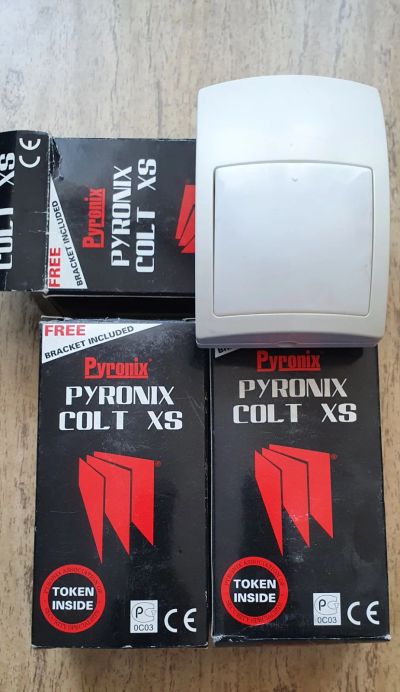 COLT XS
CE
FREE
BRACKET INCLUDED
Pyronix
PYRONIX
COLT XS
FREE
BRACKET INCLUDED
Pyronix®
PYRONIX
COLT XS
®
TOKEN
INSIDE
P
0C03
CE
Pyronix
PYRONIX
COLT XS
®
TOKEN
INSIDE
P
0C03
CE